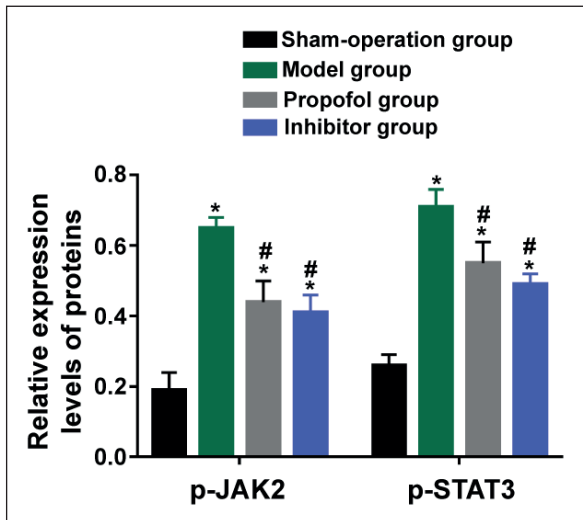 Sham-operation group
Model group
Propofol group
Inhibitor group
Relative expression
levels of proteins
0.8
0.6
0.4
0.2
0.0
*
#
*
#
*
*
#
*
#
*
p-JAK2
p-STAT3